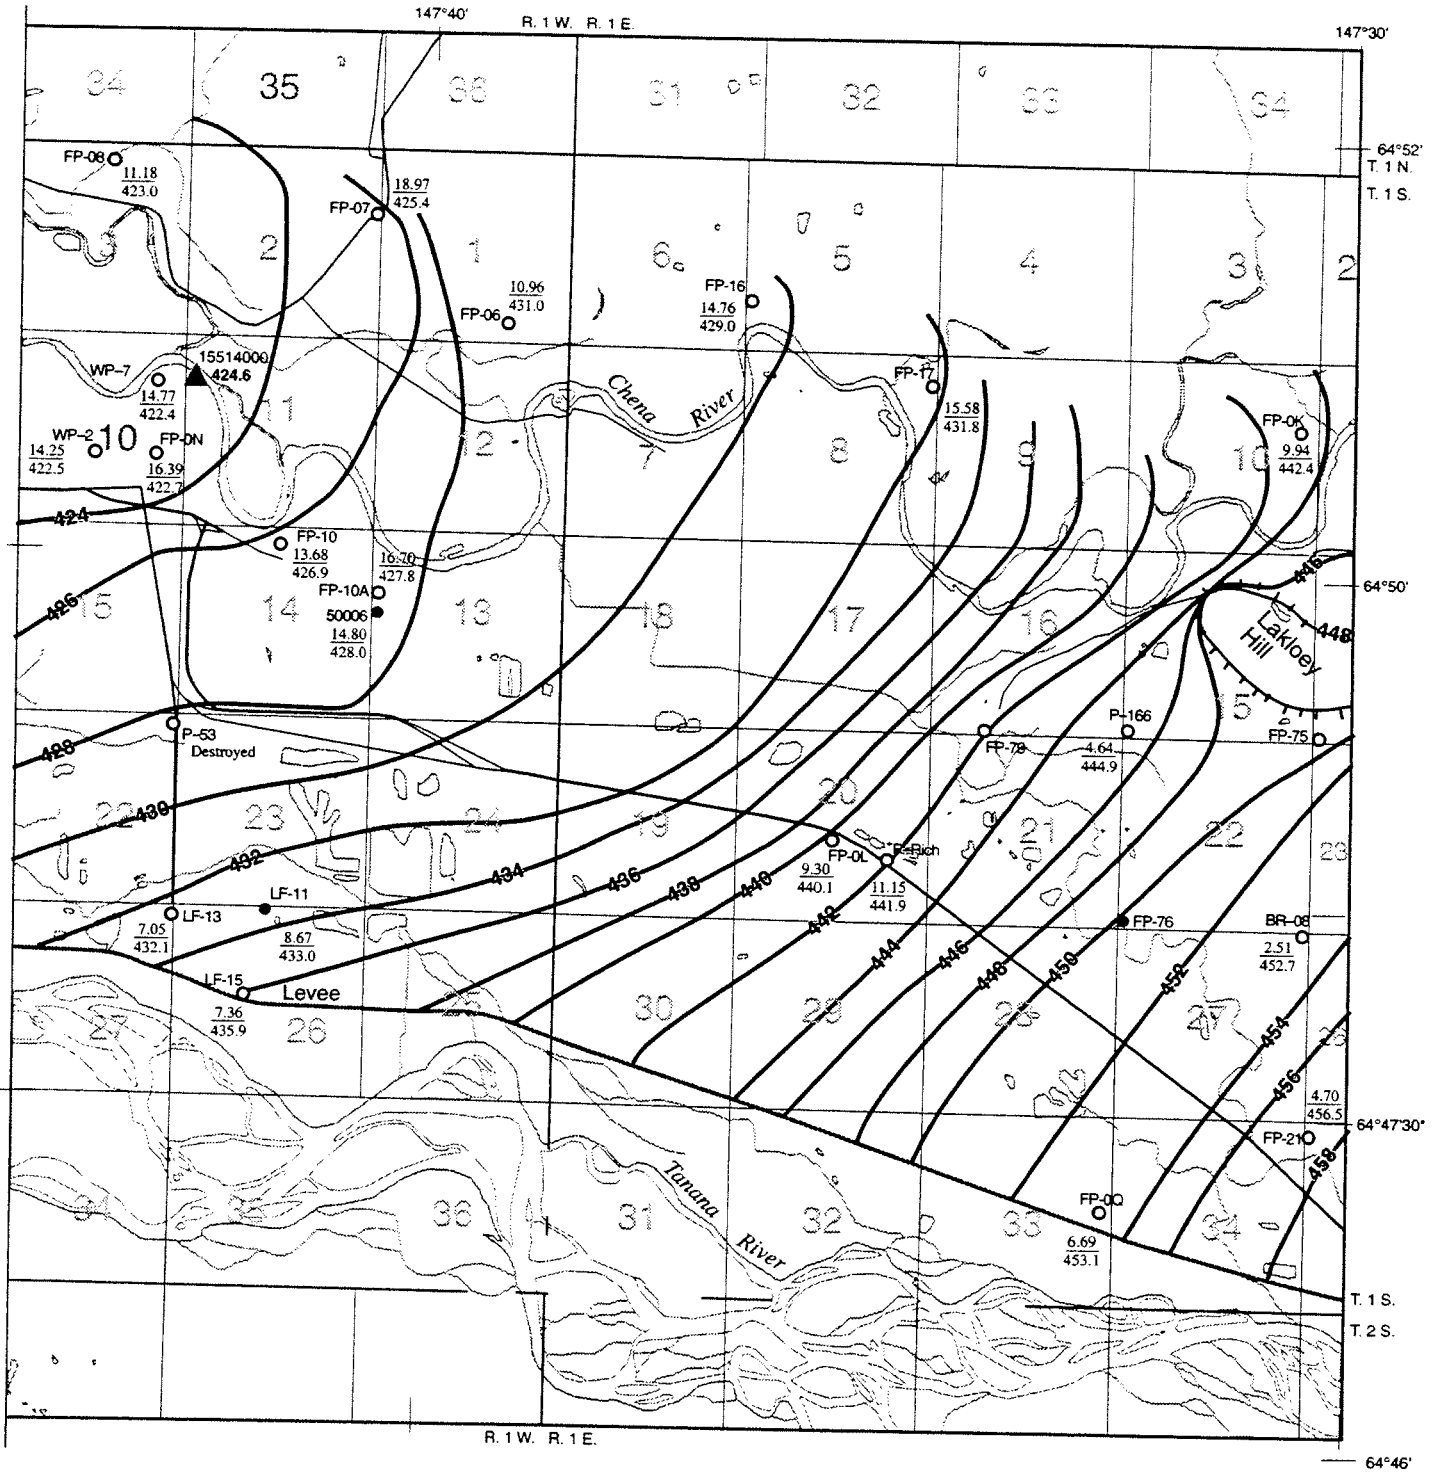 147°40'
R. 1 W. R. 1 E.
147°30'
34 35 36 31 32 33 34
64°52'
T. 1 N.
T. 1 S.
FP-08
11.18
423.0
FP-07
18.97
425.4
3 2 1 6 5 4 3 2
FP-06
10.96
431.0
FP-16
14.76
429.0
WP-7
14.77
422.4
15514000
424.6
Chena River
FP-17
15.58
431.8
FP-0K
9.94
442.4
WP-2
14.25
422.5
FP-0N
16.39
422.7
10 11 12 7 8 9 10
424
FP-10
13.68
426.9
16.70
427.8
FP-10A
50006
14.80
428.0
446
64°50'
426
15 14 13 18 17 16
448
Lakloey
Hill
15
428
P-53
Destroyed
FP-79
P-166
4.64
444.9
FP-75
22 23 24 19 20 21 22 23
430
432
434
436
438
440
FP-0L
9.30
440.1
P-Rich
11.15
441.9
LF-13
7.05
432.1
LF-11
8.67
433.0
442
444
446
448
450
452
454
456
458
FP-76
BR-08
2.51
452.7
LF-15
7.36
435.9
Levee
27 26 25 30 29 28 27 26
4.70
456.5
FP-21
64°47'30"
Tanana River
FP-0Q
6.69
453.1
34 35 36 31 32 33 34
T. 1 S.
T. 2 S.
R. 1 W. R. 1 E.
64°46'